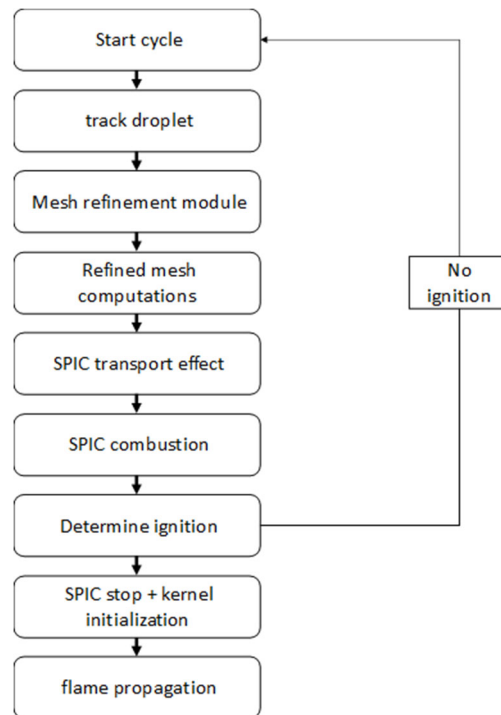 Start cycle
track droplet
Mesh refinement module
Refined mesh
computations
SPIC transport effect
SPIC combustion
Determine ignition
SPIC stop + kernel
initialization
flame propagation
No
ignition